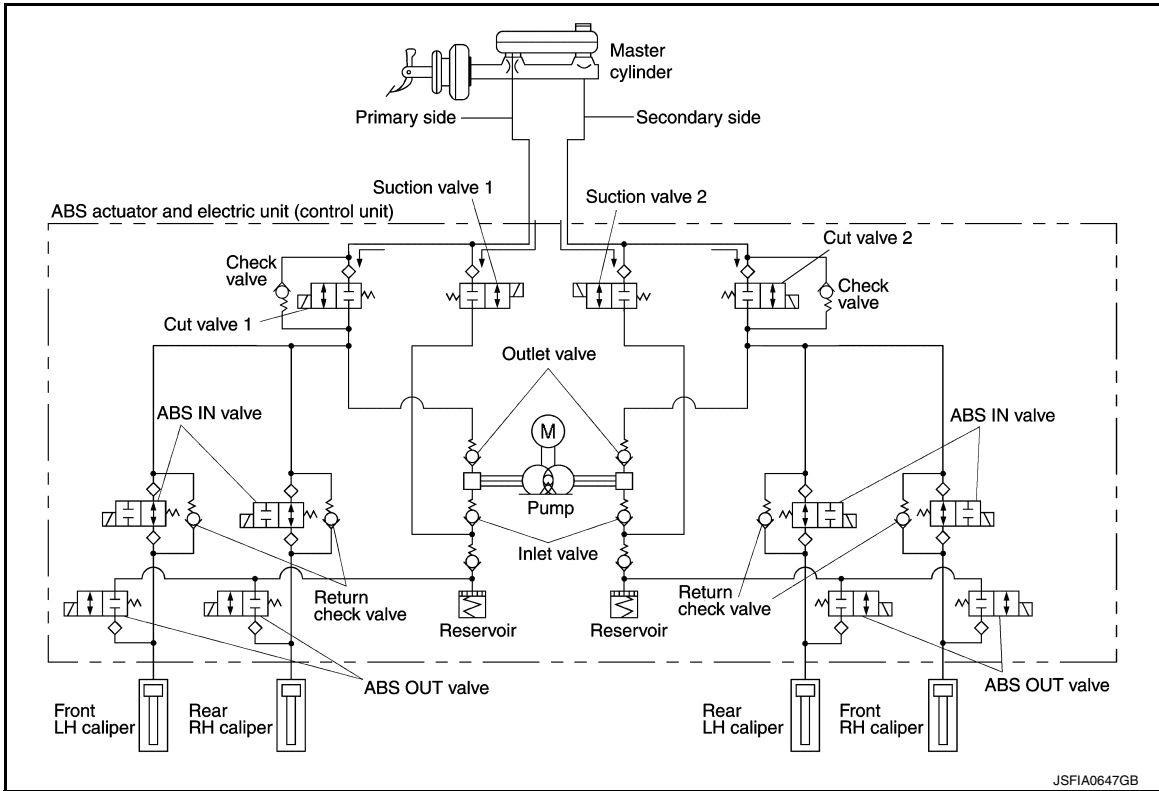 Master
cylinder
Primary side
Secondary side
Suction valve 1
Suction valve 2
ABS actuator and electric unit (control unit)
Cut valve 2
Check
valve
Check
valve
Cut valve 1
Outlet valve
ABS IN valve
ABS IN valve
M
Pump
Inlet valve
Return
check valve
Return
check valve
Reservoir
Reservoir
ABS OUT valve
ABS OUT valve
Front
LH caliper
Rear
RH caliper
Rear
LH caliper
Front
RH caliper
JSFIA0647GB